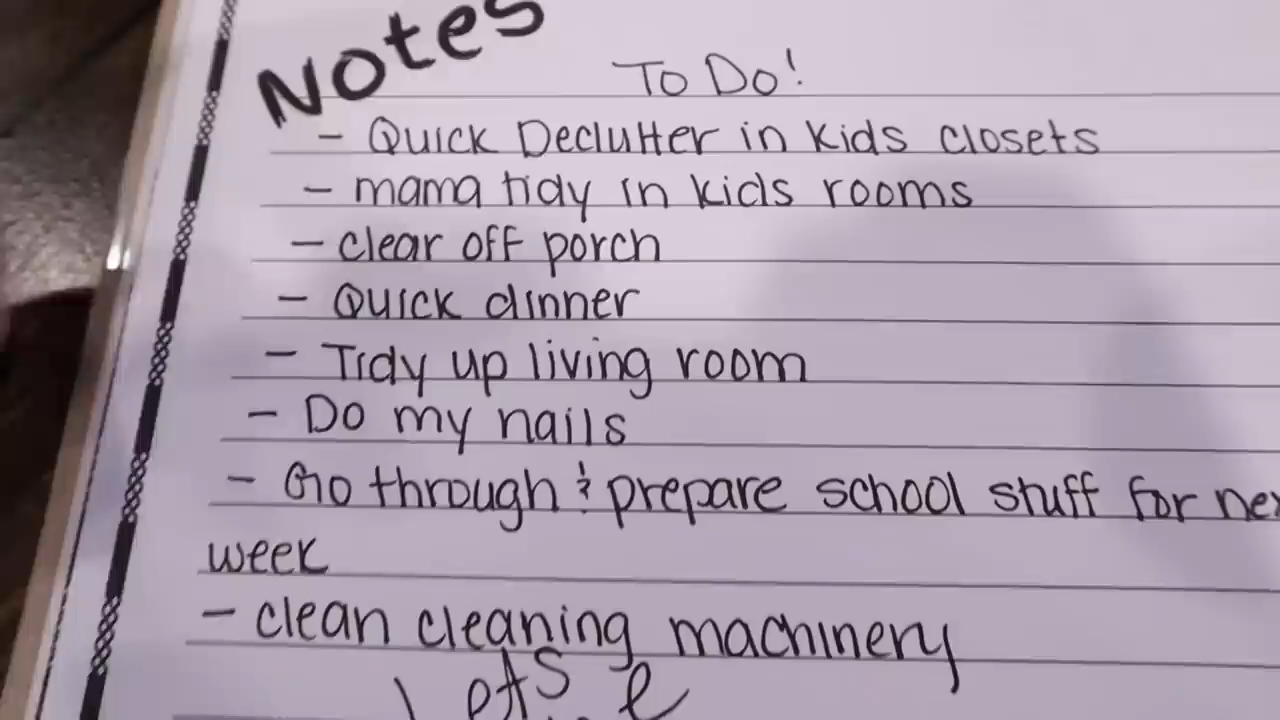 Notes
To Do!
- Quick Declutter in kids closets
- mama tidy in kids rooms
- clear off porch
- Quick dinner
- Tidy up living room
- Do my nails
- Go through & prepare school stuff for
week
- clean cleaning machinery